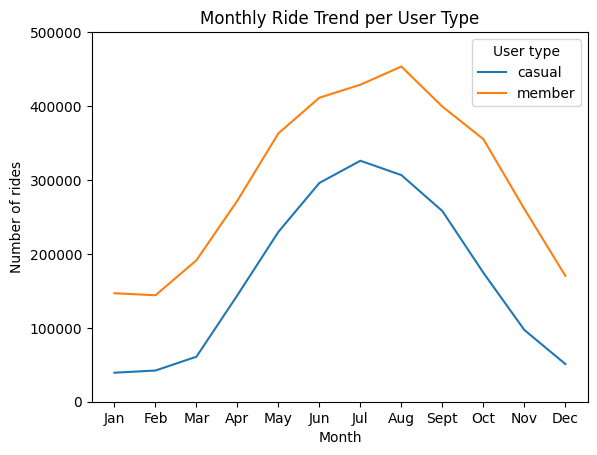 Monthly Ride Trend per User Type
500000
400000
300000
200000
100000
0
Number of rides
User type
casual
member
Jan Feb Mar Apr May Jun Jul Aug Sept Oct Nov Dec
Month